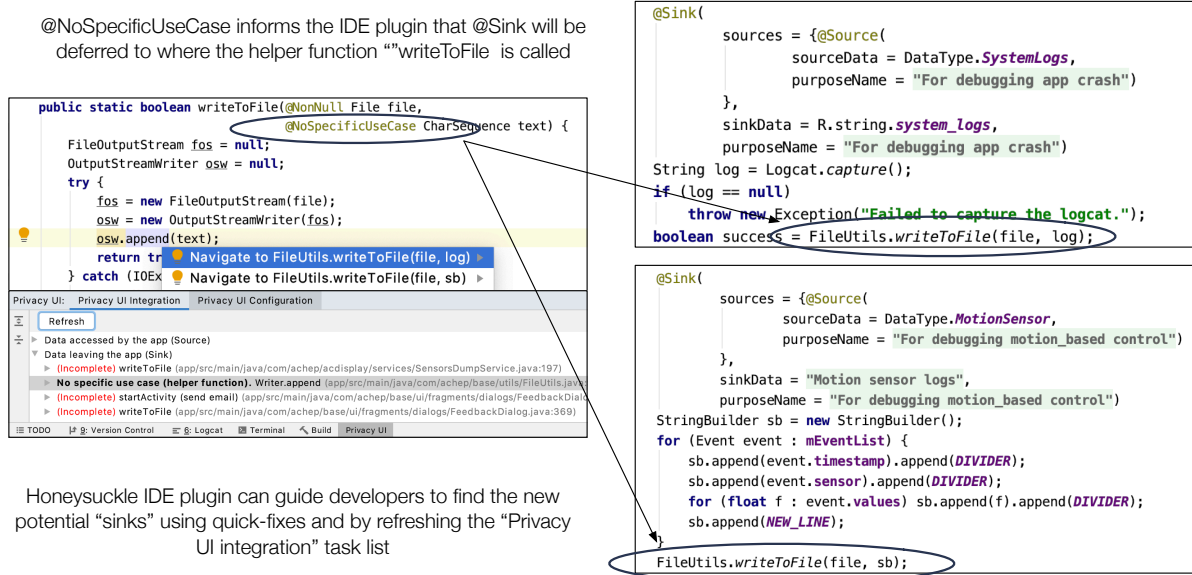 @NoSpecificUseCase informs the IDE plugin that @Sink will be
deferred to where the helper function “”writeToFile is called
public static boolean writeToFile(@NonNull File file,
@NoSpecificUseCase CharSequence text) {
FileOutputStream fos = null;
OutputStreamWriter osw = null;
try {
fos = new FileOutputStream(file);
osw = new OutputStreamWriter(fos);
osw.append(text);
return tr
} catch (IOEx
Navigate to FileUtils.writeToFile(file, log)
Navigate to FileUtils.writeToFile(file, sb)
Privacy UI: Privacy UI Integration Privacy UI Configuration
Refresh
Data accessed by the app (Source)
Data leaving the app (Sink)
(Incomplete) writeToFile (app/src/main/java/com/achep/acdisplay/services/SensorsDumpService.java:197)
No specific use case (helper function). Writer.append (app/src/main/java/com/achep/base/utils/FileUtils.java
(Incomplete) startActivity (send email) (app/src/main/java/com/achep/base/ui/fragments/dialogs/FeedbackDialo
(Incomplete) writeToFile (app/src/main/java/com/achep/base/ui/fragments/dialogs/FeedbackDialog.java:369)
TODO 9: Version Control 6: Logcat Terminal Build Privacy UI
Honeysuckle IDE plugin can guide developers to find the new
potential “sinks” using quick-fixes and by refreshing the “Privacy
UI integration” task list
@Sink(
sources = {@Source(
sourceData = DataType.SystemLogs,
purposeName = "For debugging app crash")
},
sinkData = R.string.system_logs,
purposeName = "For debugging app crash")
String log = Logcat.capture();
if (log == null)
throw new Exception("Failed to capture the logcat.");
boolean success = FileUtils.writeToFile(file, log);
@Sink(
sources = {@Source(
sourceData = DataType.MotionSensor,
purposeName = "For debugging motion_based control")
},
sinkData = "Motion sensor logs",
purposeName = "For debugging motion_based control")
StringBuilder sb = new StringBuilder();
for (Event event : mEventList) {
sb.append(event.timestamp).append(DIVIDER);
sb.append(event.sensor).append(DIVIDER);
for (float f : event.values) sb.append(f).append(DIVIDER);
sb.append(NEW_LINE);
}
FileUtils.writeToFile(file, sb);